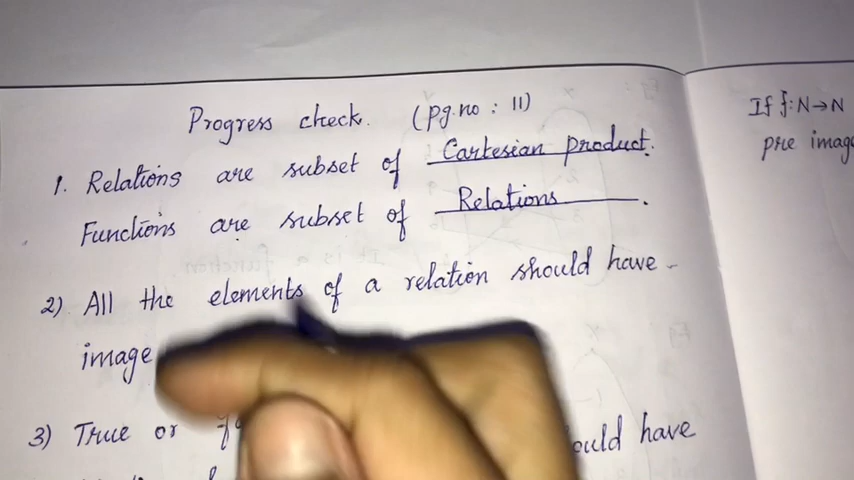 Progress check. (pg.no : 11)
1. Relations are subset of Cartesian product.
Functions are subset of Relations.
2) All the elements of a relation should have
image
3) True or ould have
If f:N→N
pre imag